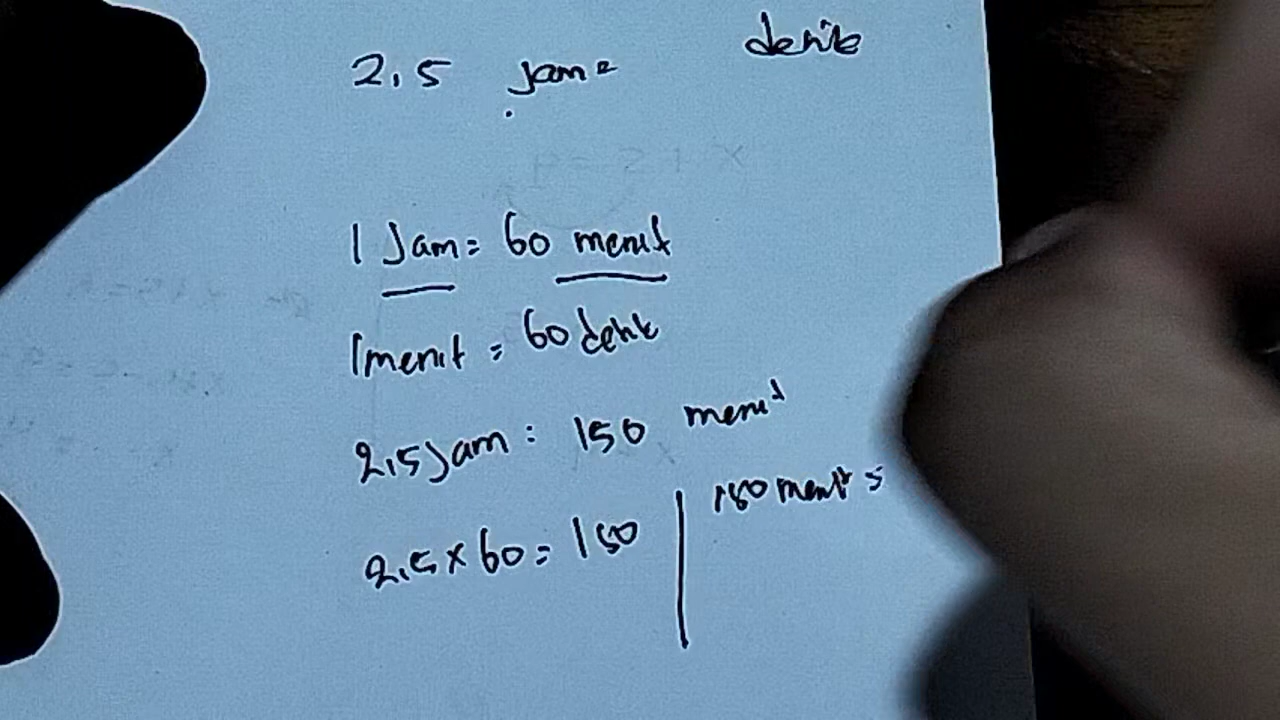 2,5 jam = detik
1 Jam = 60 menit
1 menit = 60 detik
2,5 jam = 150 menit
2,5 x 60 = 150
150 menit =